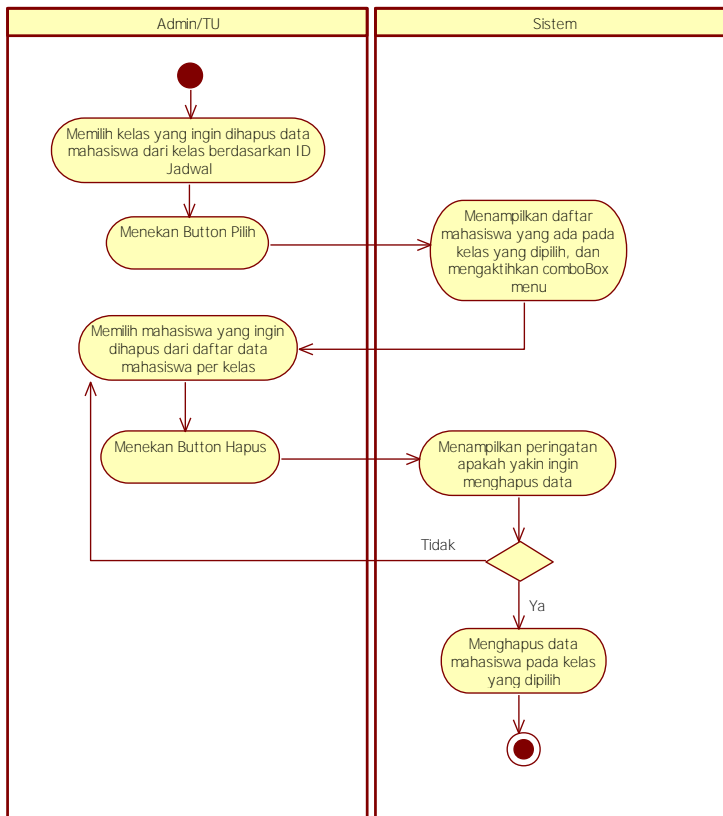 Admin/TU
Sistem
Memilih kelas yang ingin dihapus data
mahasiswa dari kelas berdasarkan ID
Jadwal
Menekan Button Pilih
Menampilkan daftar
mahasiswa yang ada pada
kelas yang dipilih, dan
mengaktihkan comboBox
menu
Memilih mahasiswa yang ingin
dihapus dari daftar data
mahasiswa per kelas
Menekan Button Hapus
Menampilkan peringatan
apakah yakin ingin
menghapus data
Tidak
Ya
Menghapus data
mahasiswa pada kelas
yang dipilih